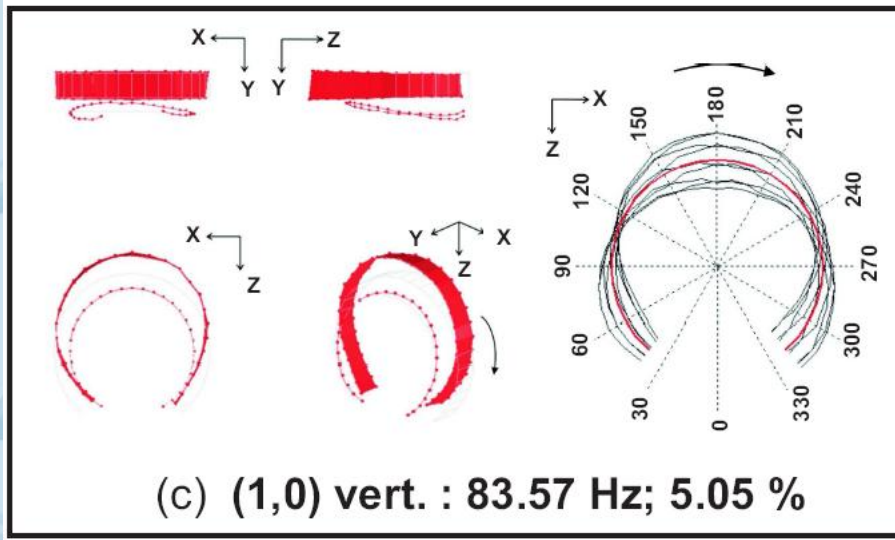 X Z
Y Y
X
Z
180
150 210
120 240
90 270
60 300
30 330
0
X
Z
Y X
Z
(c) (1,0) vert. : 83.57 Hz; 5.05 %